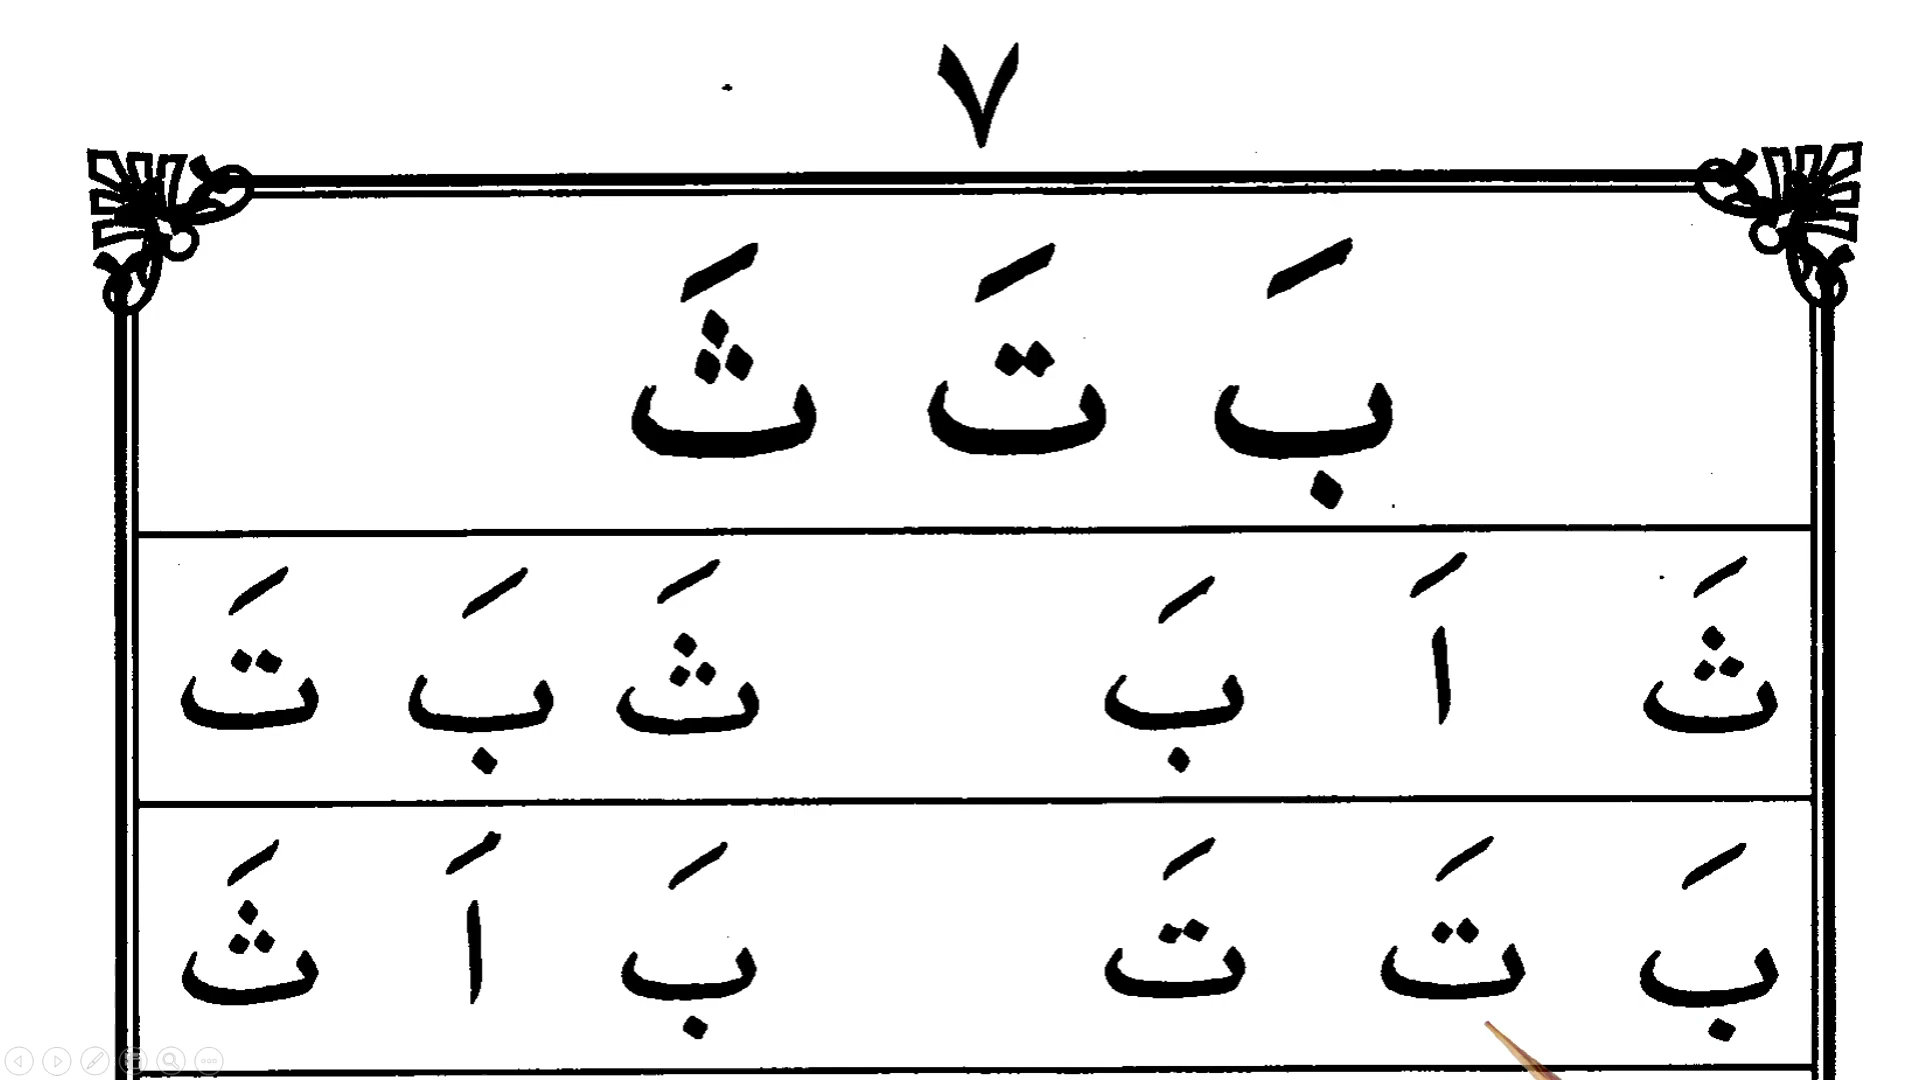 ٧
بَ تَ ثَ
ثَ اَ بَ ثَ بَ تَ
بَ تَ تَ بَ اَ ثَ